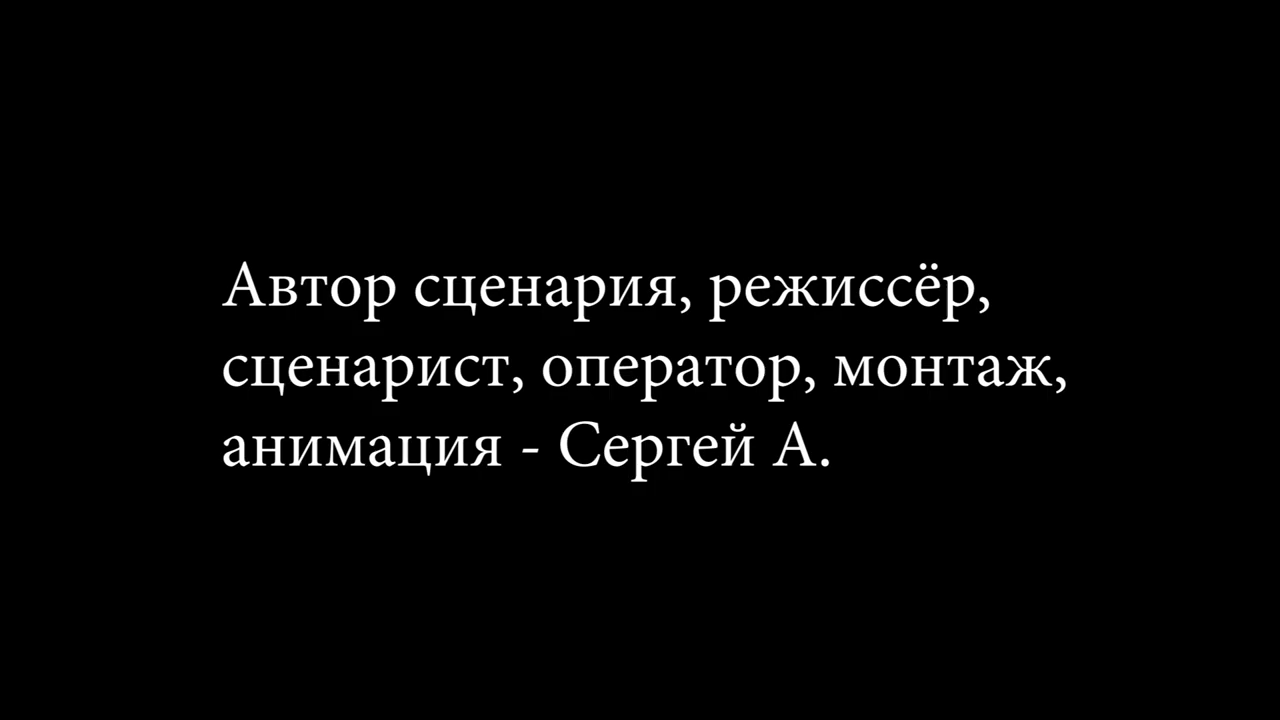 Автор сценария, режиссёр,
сценарист, оператор, монтаж,
анимация - Сергей А.